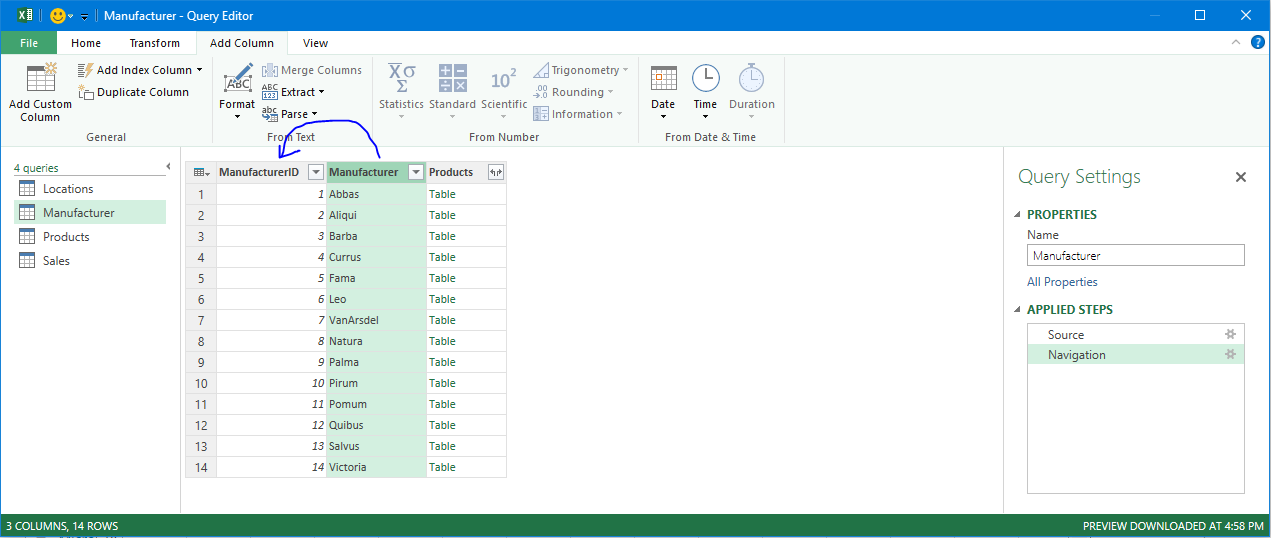 Manufacturer - Query Editor
File Home Transform Add Column View
Add Custom Column
Add Index Column
Duplicate Column
General
Format
ABC
Merge Columns
ABC 123 Extract
abc Parse
From Text
XΣ Statistics
Standard
10² Scientific
Trigonometry
.00 .0 Rounding
Information
From Number
Date
Time
Duration
From Date & Time
4 queries
Locations
Manufacturer
Products
Sales
ManufacturerID Manufacturer Products
1 1 Abbas Table
2 2 Aliqui Table
3 3 Barba Table
4 4 Currus Table
5 5 Fama Table
6 6 Leo Table
7 7 VanArsdel Table
8 8 Natura Table
9 9 Palma Table
10 10 Pirum Table
11 11 Pomum Table
12 12 Quibus Table
13 13 Salvus Table
14 14 Victoria Table
Query Settings
PROPERTIES
Name
Manufacturer
All Properties
APPLIED STEPS
Source
Navigation
3 COLUMNS, 14 ROWS
PREVIEW DOWNLOADED AT 4:58 PM